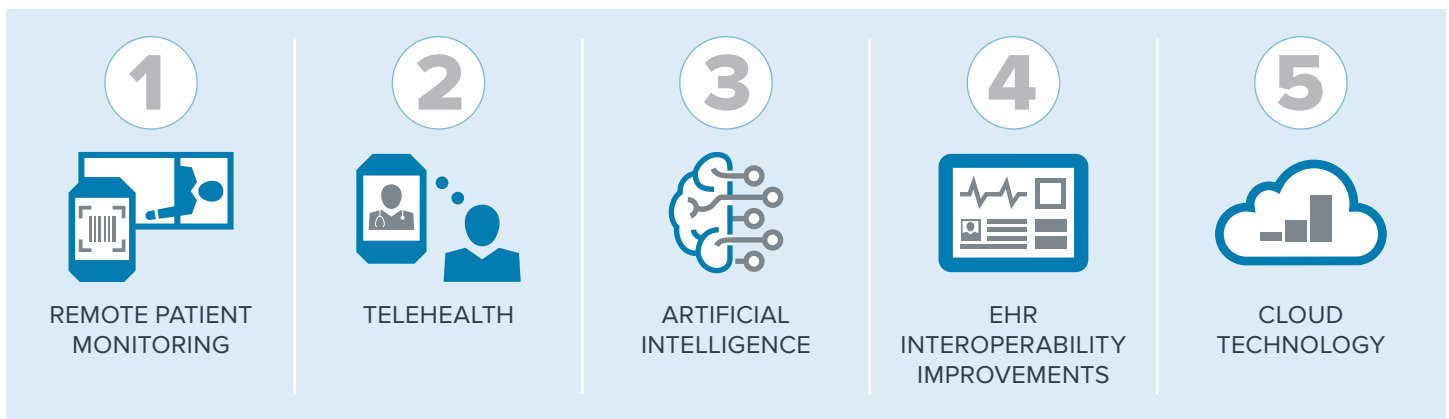 1
REMOTE PATIENT
MONITORING
2
TELEHEALTH
3
ARTIFICIAL
INTELLIGENCE
4
EHR
INTEROPERABILITY
IMPROVEMENTS
5
CLOUD
TECHNOLOGY